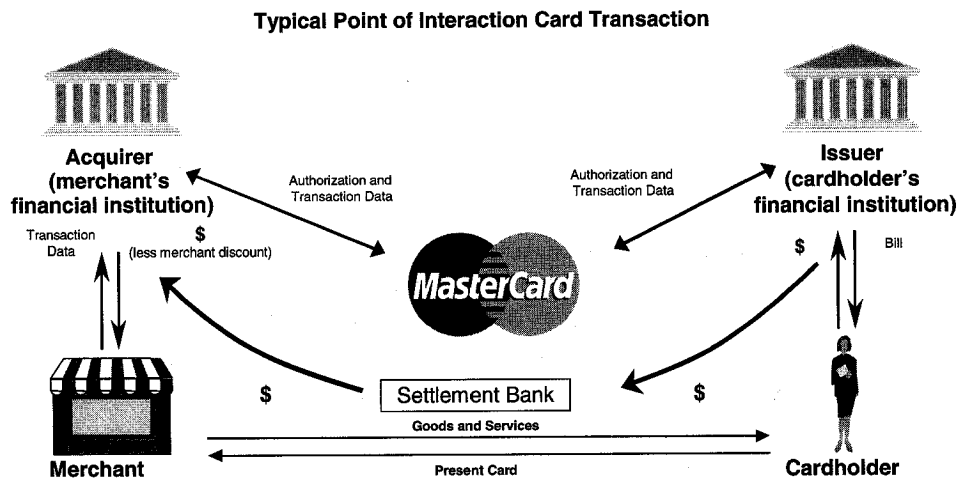 Typical Point of Interaction Card Transaction
Acquirer
(merchant's
financial institution)
Issuer
(cardholder's
financial institution)
Authorization and
Transaction Data
Authorization and
Transaction Data
Transaction
Data
$
(less merchant discount)
$
Bill
MasterCard
$
Settlement Bank
$
Goods and Services
Present Card
Merchant
Cardholder